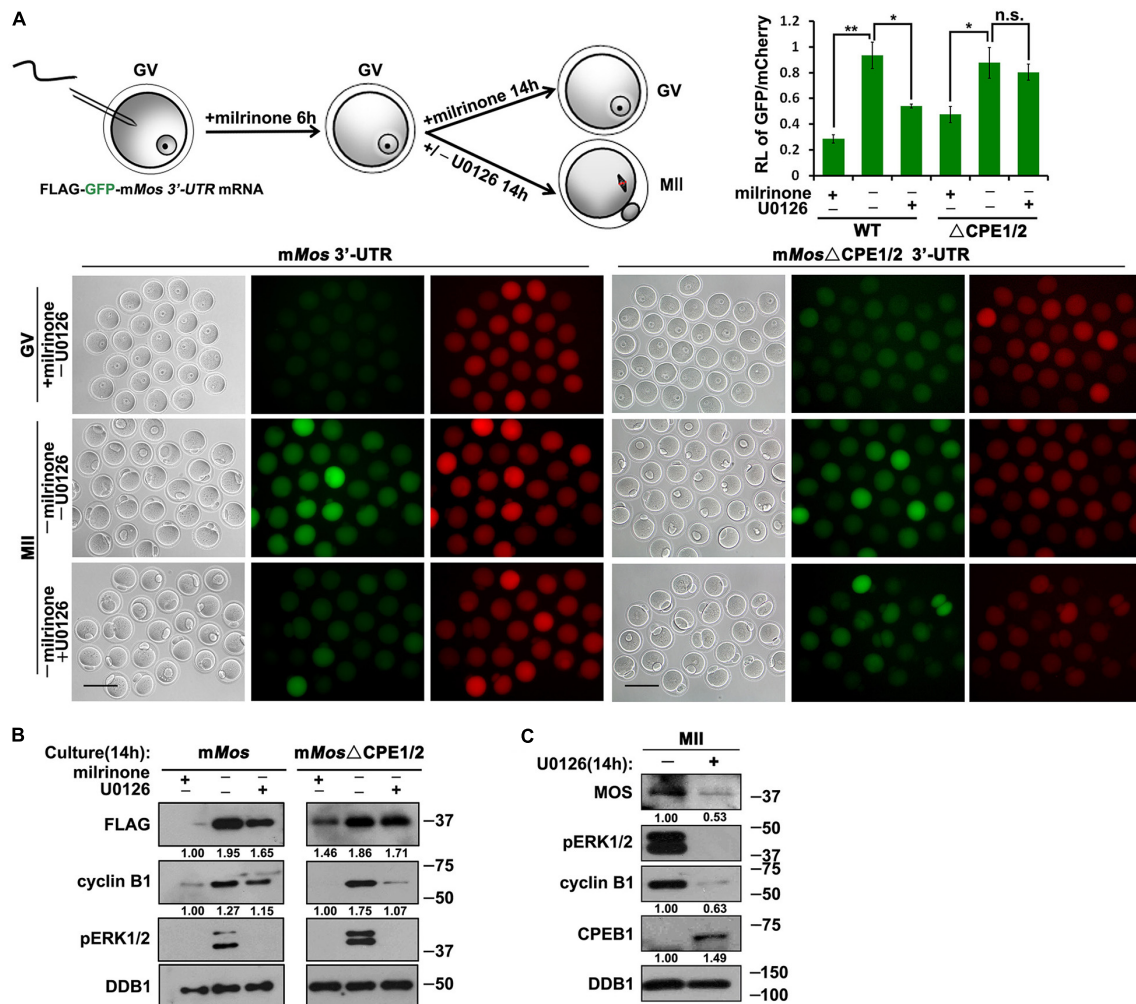 A
GV
GV
+milrinone 6h
+milrinone 14h
+/− U0126 14h
GV
MII
FLAG-GFP-mMos 3'-UTR mRNA
RL of GFP/mCherry
1.2
1
0.8
0.6
0.4
0.2
0
** * * n.s.
milrinone + − − + − −
U0126 − − + − − +
WT △CPE1/2
mMos 3'-UTR
mMos△CPE1/2 3'-UTR
GV
+milrinone
−U0126
MII
−milrinone
−U0126
−milrinone
+U0126
B
Culture(14h): mMos mMos△CPE1/2
milrinone + − − + − −
U0126 − − + − − +
FLAG −37
1.00 1.95 1.65 1.46 1.86 1.71
cyclin B1 −75
−50
1.00 1.27 1.15 1.00 1.75 1.07
pERK1/2 −37
DDB1 −50
C
MII
U0126(14h): − +
MOS −37
1.00 0.53
pERK1/2 −50
−37
cyclin B1 −75
−50
1.00 0.63
CPEB1 −75
1.00 1.49
DDB1 −150
−100